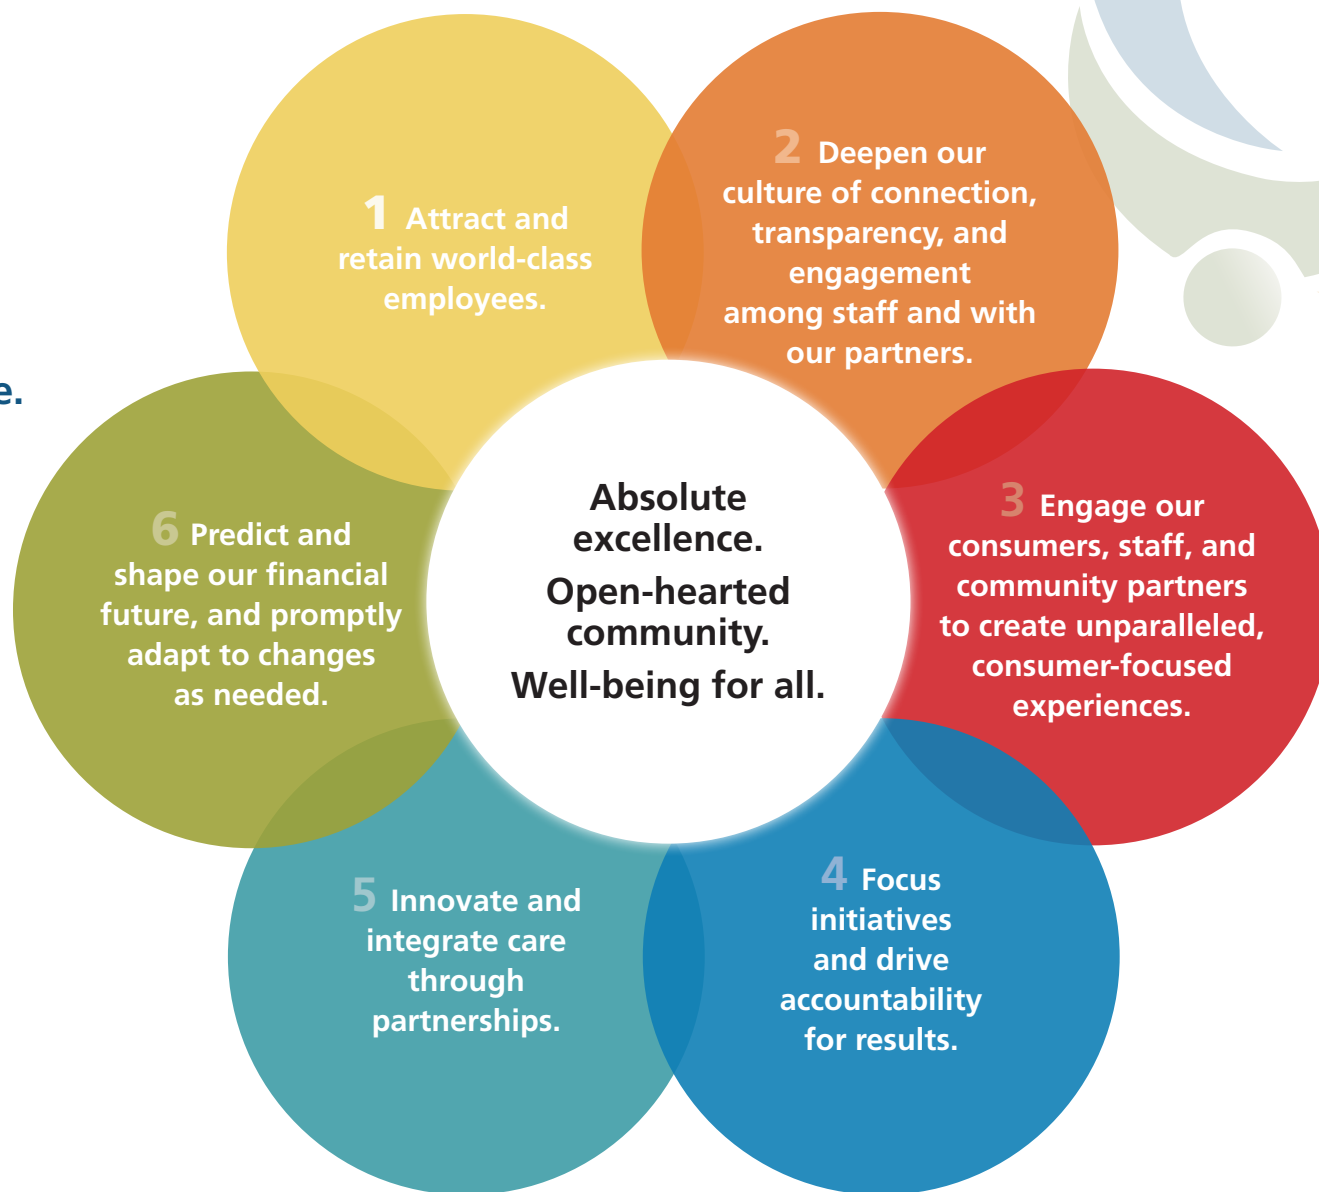 1 Attract and
retain world-class
employees.
2 Deepen our
culture of connection,
transparency, and
engagement
among staff and with
our partners.
3 Engage our
consumers, staff, and
community partners
to create unparalleled,
consumer-focused
experiences.
4 Focus
initiatives
and drive
accountability
for results.
5 Innovate and
integrate care
through
partnerships.
6 Predict and
shape our financial
future, and promptly
adapt to changes
as needed.
Absolute
excellence.
Open-hearted
community.
Well-being for all.